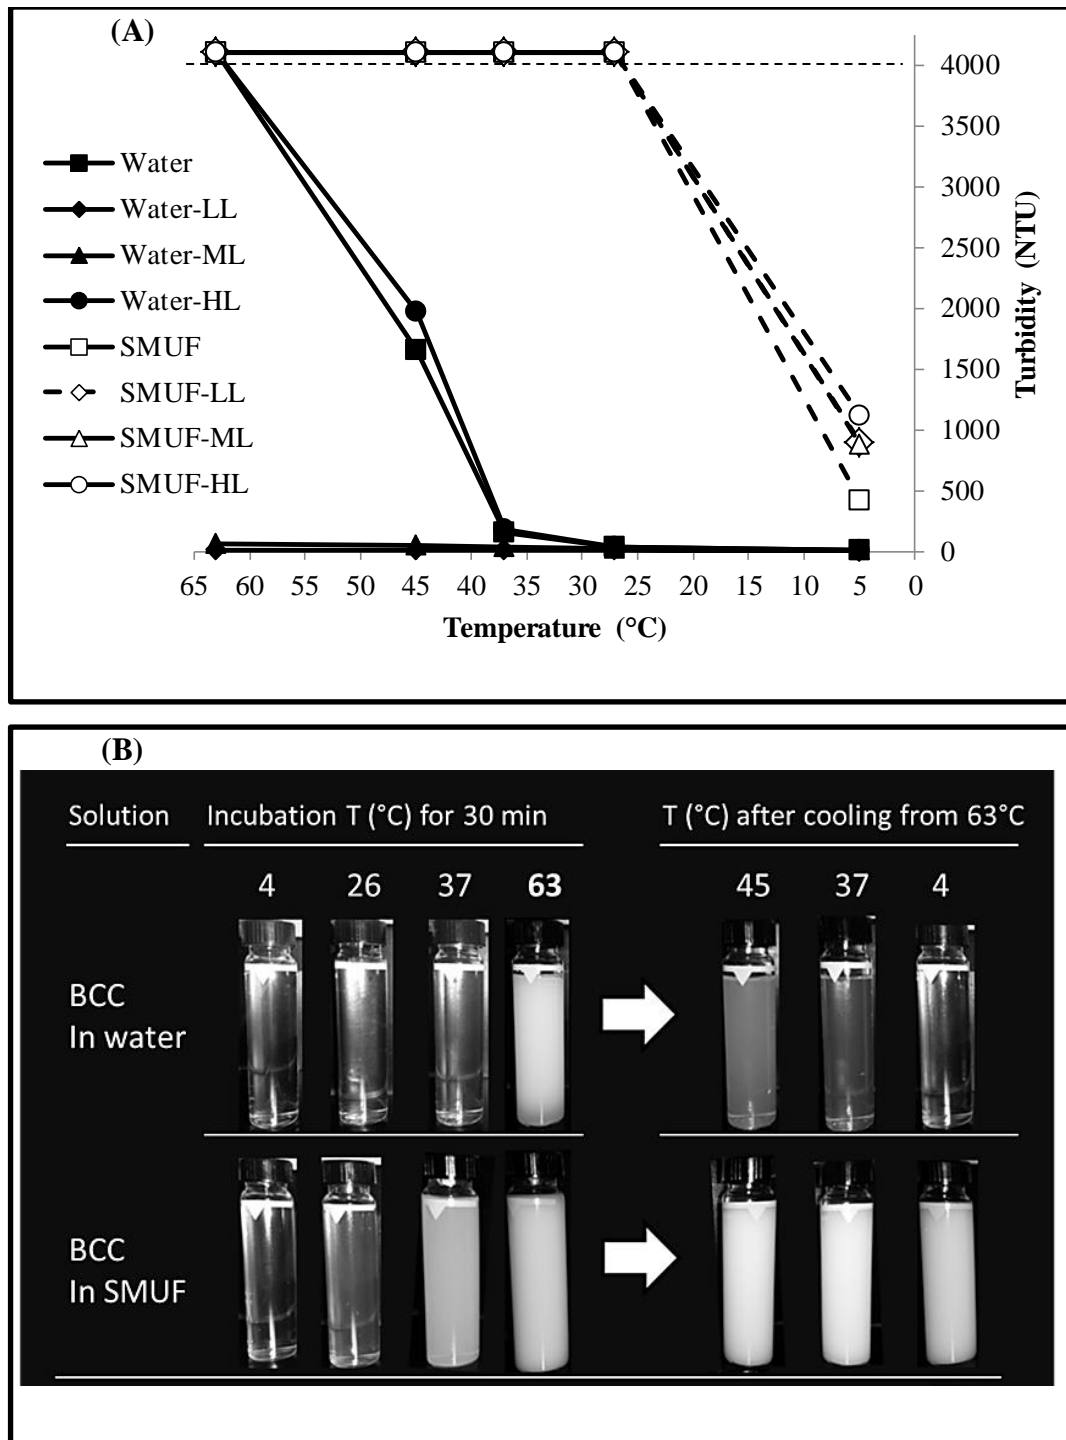 (A)
4000
3500
3000
2500
2000
1500
1000
500
0
Turbidity (NTU)
Water
Water-LL
Water-ML
Water-HL
SMUF
SMUF-LL
SMUF-ML
SMUF-HL
65 60 55 50 45 40 35 30 25 20 15 10 5 0
Temperature (°C)
(B)
Solution Incubation T (°C) for 30 min T (°C) after cooling from 63°C
4 26 37 63 45 37 4
BCC
In water
BCC
In SMUF